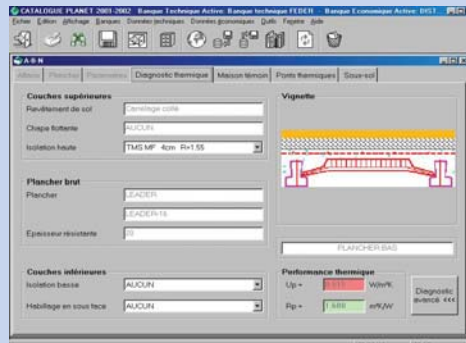 CATALOGUE PLANET 2001-2002 Banque Technique Active: Banque technique FEDER - Banque Economique Active: DIST...
Fichier Edition Affichage Banques Données techniques Données économiques Outils Fenêtre Aide
A-B-N
Plancher Paramètres Diagnostic thermique Maison témoin Ponts thermiques Sous-sol
Couches supérieures
Revêtement de sol Carrelage collé
Chape flottante AUCUN
Isolation haute TMS MF 4cm R=1.55
Vignette
Plancher brut
Plancher LEADER
LEADER-16
Epaisseur résistante 20
PLANCHER BAS
Couches inférieures
Isolation basse AUCUN
Habillage en sous face AUCUN
Performance thermique
Up = W/m²K
Rp = m²K/W
Diagnostic avancé <<<